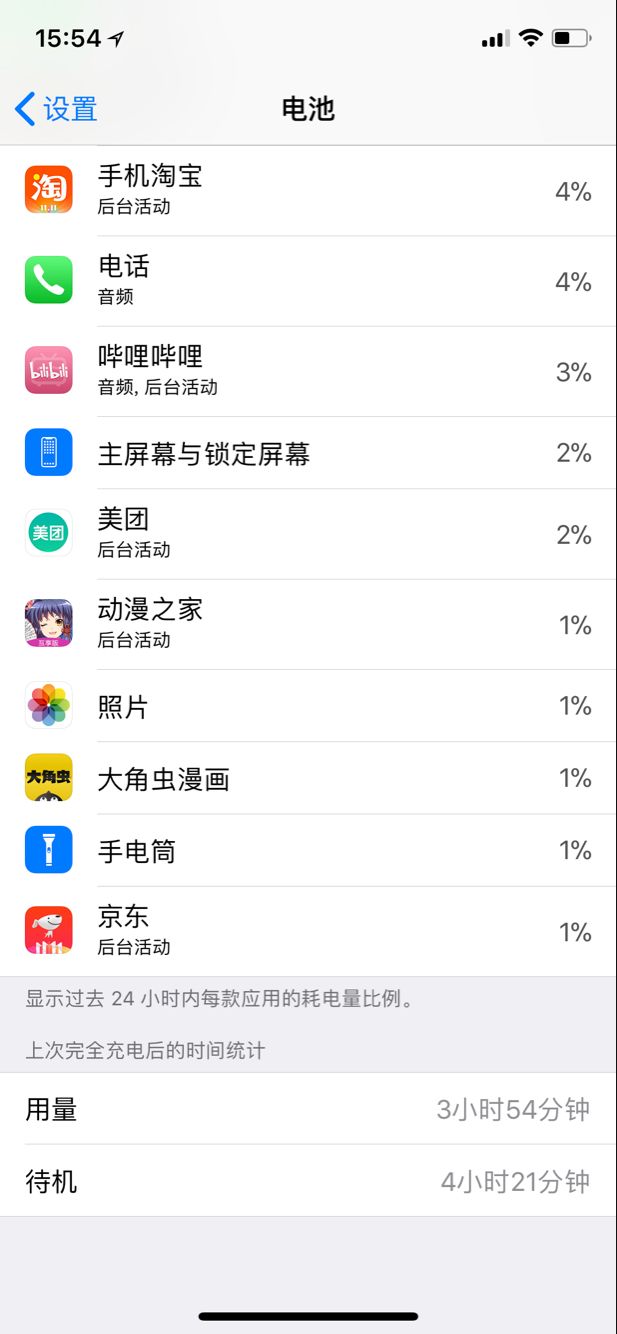 15:54
设置
电池
淘
11.11
手机淘宝
后台活动
4%
电话
音频
4%
bilibili
哔哩哔哩
音频, 后台活动
3%
主屏幕与锁定屏幕
2%
美团
美团
后台活动
2%
动漫之家
后台活动
1%
照片
1%
大角虫
大角虫漫画
1%
手电筒
1%
京东
后台活动
1%
显示过去 24 小时内每款应用的耗电量比例。
上次完全充电后的时间统计
用量
3小时54分钟
待机
4小时21分钟